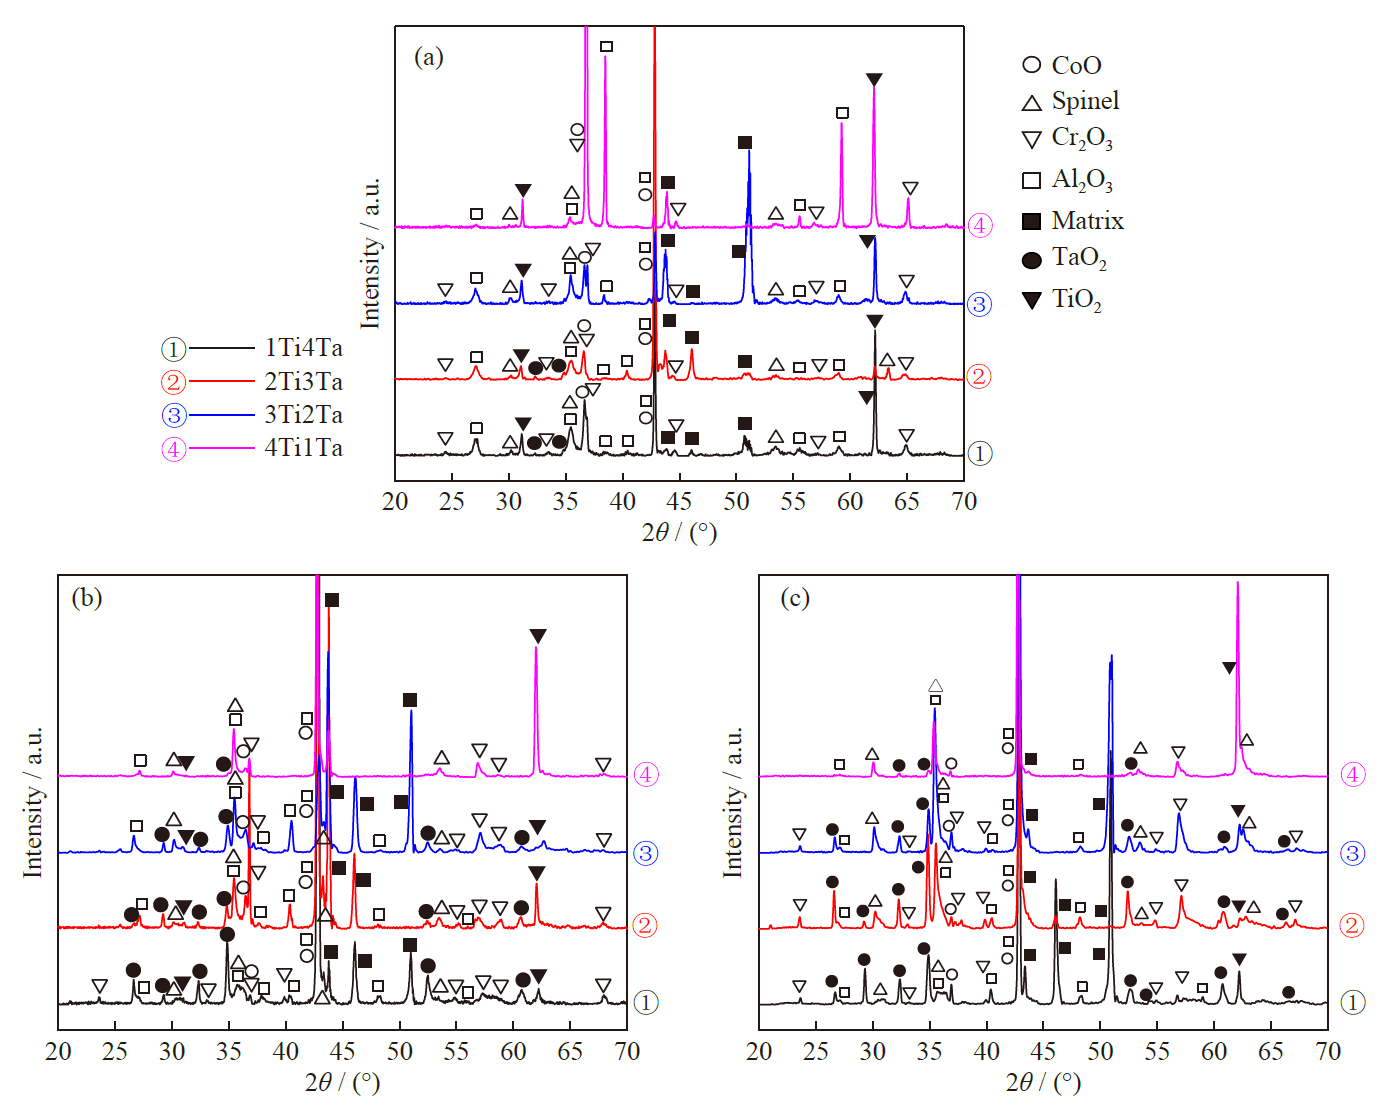 (a)
Intensity / a.u.
④
③
②
①
20 25 30 35 40 45 50 55 60 65 70
2θ / (°)
CoO
Spinel
Cr₂O₃
Al₂O₃
Matrix
TaO₂
TiO₂
① 1Ti4Ta
② 2Ti3Ta
③ 3Ti2Ta
④ 4Ti1Ta
(b)
Intensity / a.u.
④
③
②
①
20 25 30 35 40 45 50 55 60 65 70
2θ / (°)
(c)
Intensity / a.u.
④
③
②
①
20 25 30 35 40 45 50 55 60 65 70
2θ / (°)